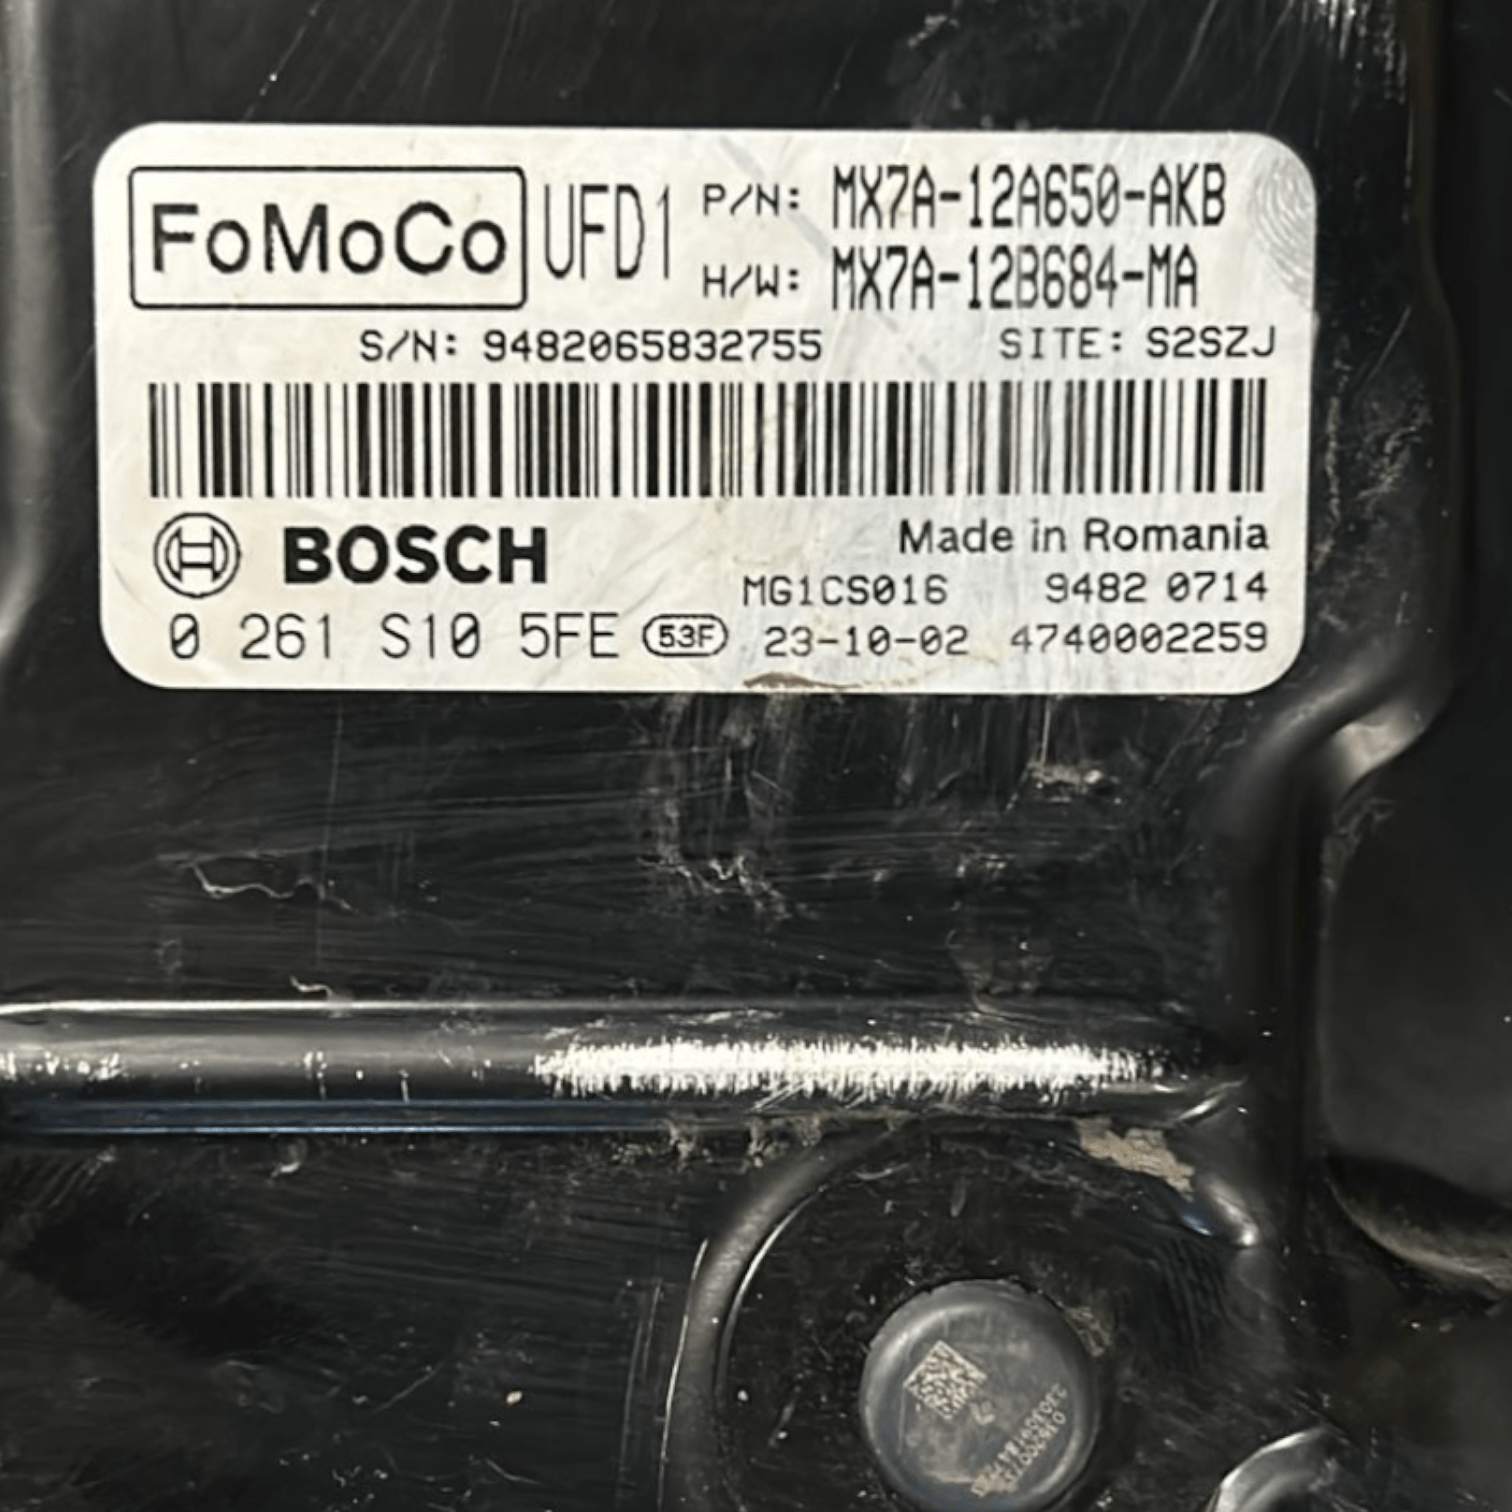 FoMoCo UFD1 P/N: MX7A-12A650-AKB
H/W: MX7A-12B684-MA
S/N: 9482065832755 SITE: S2SZJ
BOSCH Made in Romania
MG1CS016 9482 0714
0 261 S10 5FE 53F 23-10-02 4740002259